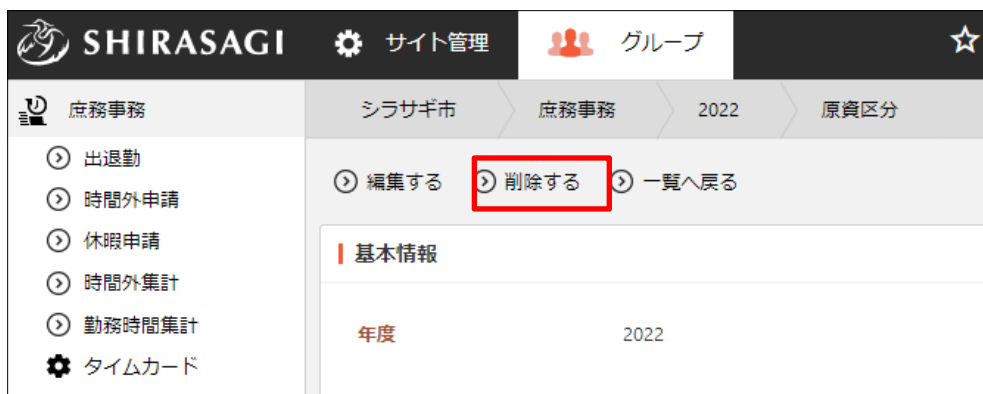 SHIRASAGI サイト管理 グループ
庶務事務
シラサギ市 庶務事務 2022 原資区分
出退勤
時間外申請
休暇申請
時間外集計
勤務時間集計
タイムカード
編集する 削除する 一覧へ戻る
基本情報
年度 2022